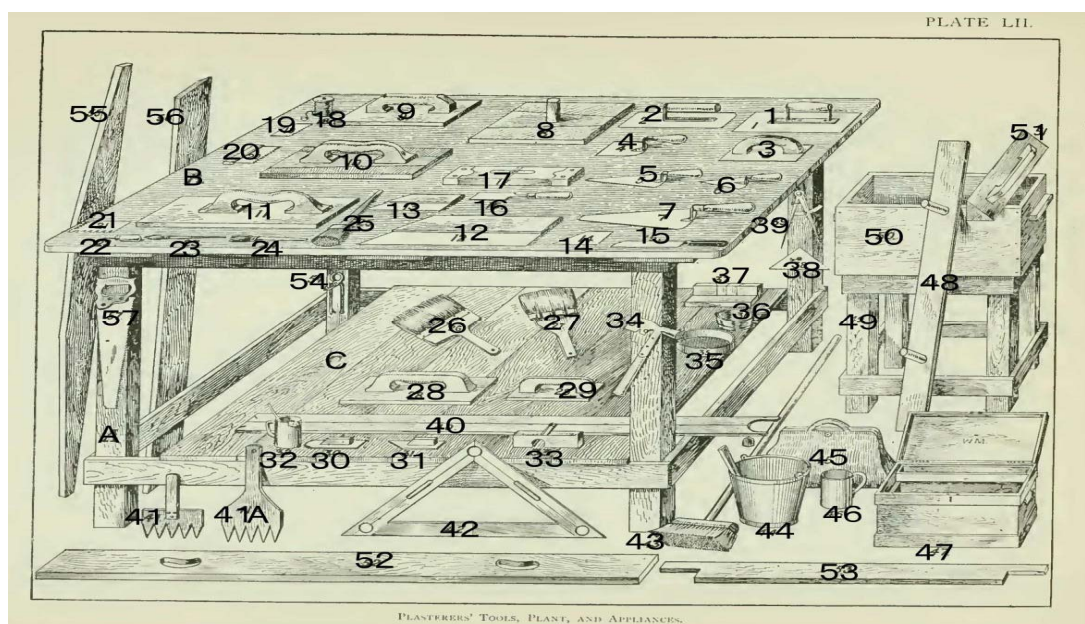 PLATE LII.
55 56 19 18 9 8 2 1
20 10 4 3 51
B 17 5 6
21 11 25 13 16 7 39 50
22 23 24 12 14 15
54 37 38 48
57 26 27 34 36 49
C 35
28 29
A 40
32 30 31 33 45 W.M.
41 41A 42 43 44 46
52 53 47
PLASTERERS' TOOLS, PLANT, AND APPLIANCES.